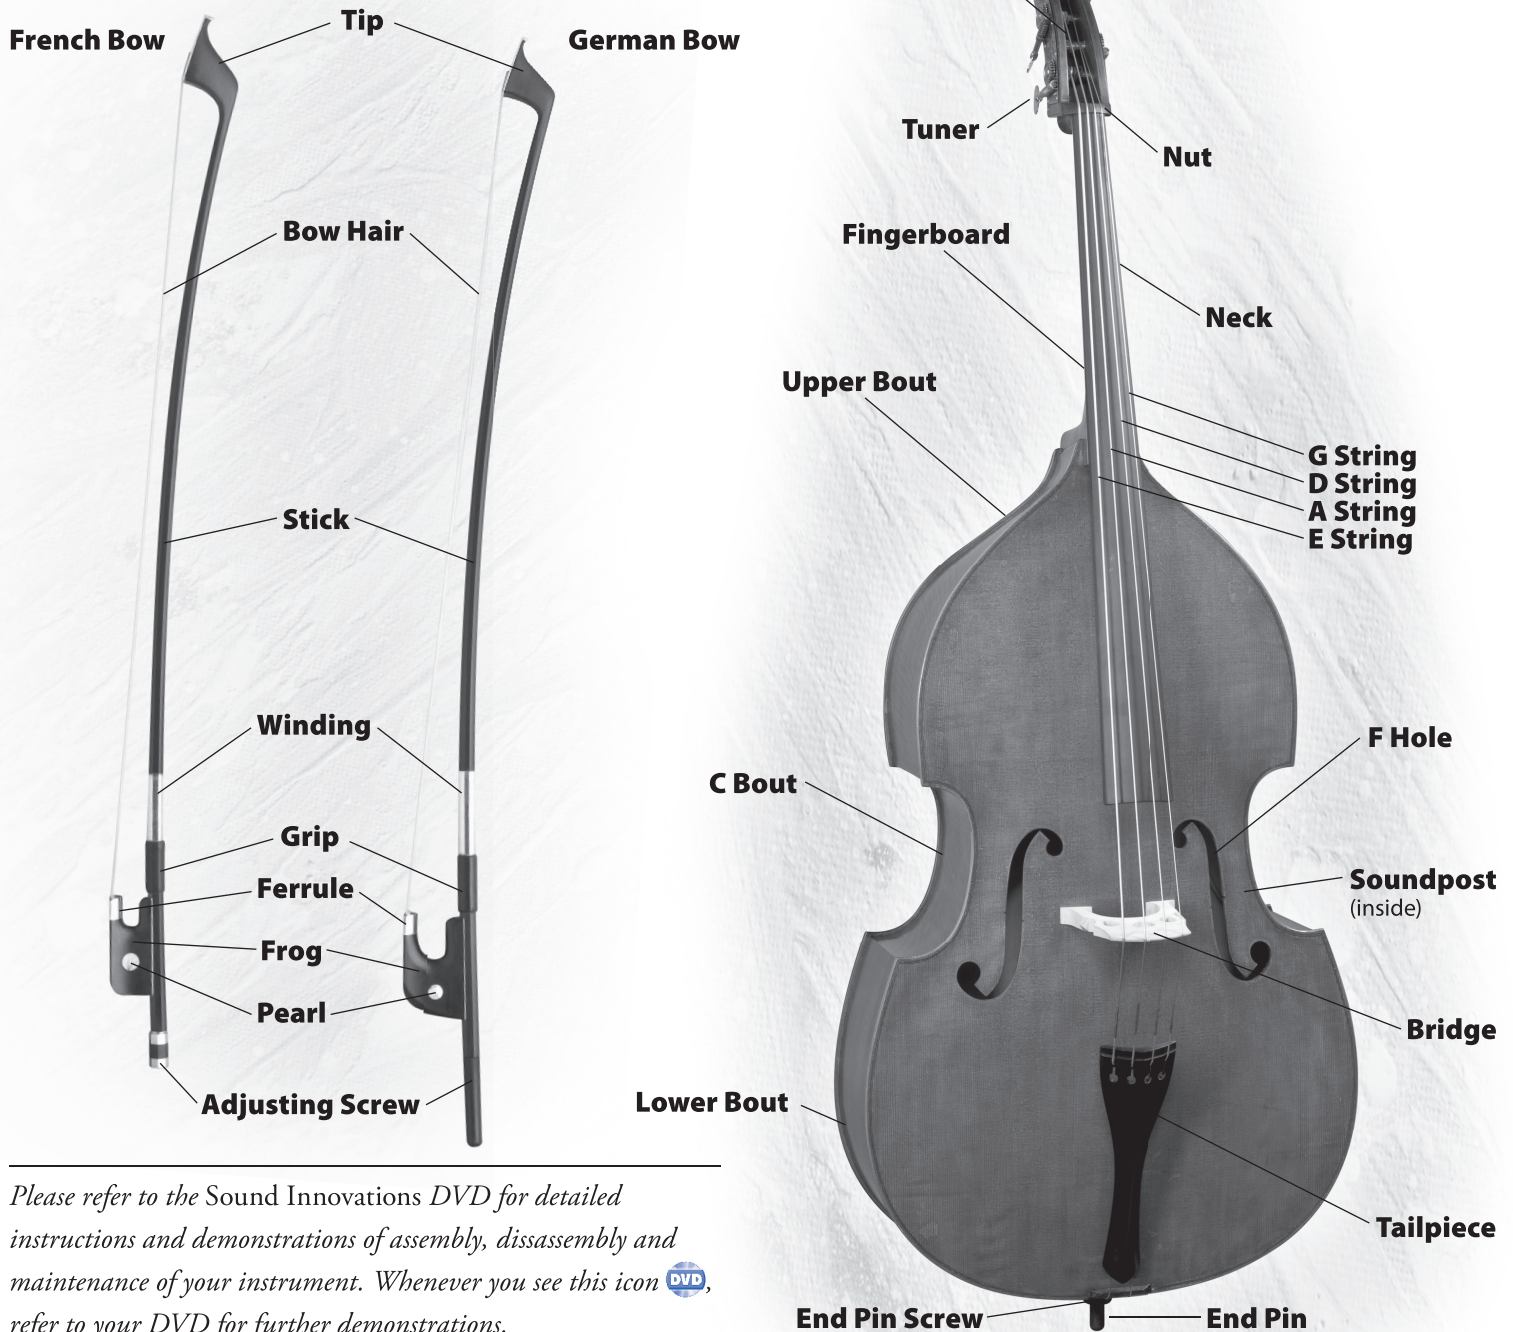 French Bow
Tip
German Bow
Tuner
Nut
Bow Hair
Fingerboard
Neck
Upper Bout
G String
D String
A String
E String
Stick
Winding
F Hole
C Bout
Grip
Ferrule
Soundpost
(inside)
Frog
Pearl
Bridge
Adjusting Screw
Lower Bout
Tailpiece
End Pin Screw
End Pin
Please refer to the Sound Innovations DVD for detailed
instructions and demonstrations of assembly, dissassembly and
maintenance of your instrument. Whenever you see this icon DVD,
refer to your DVD for further demonstrations.